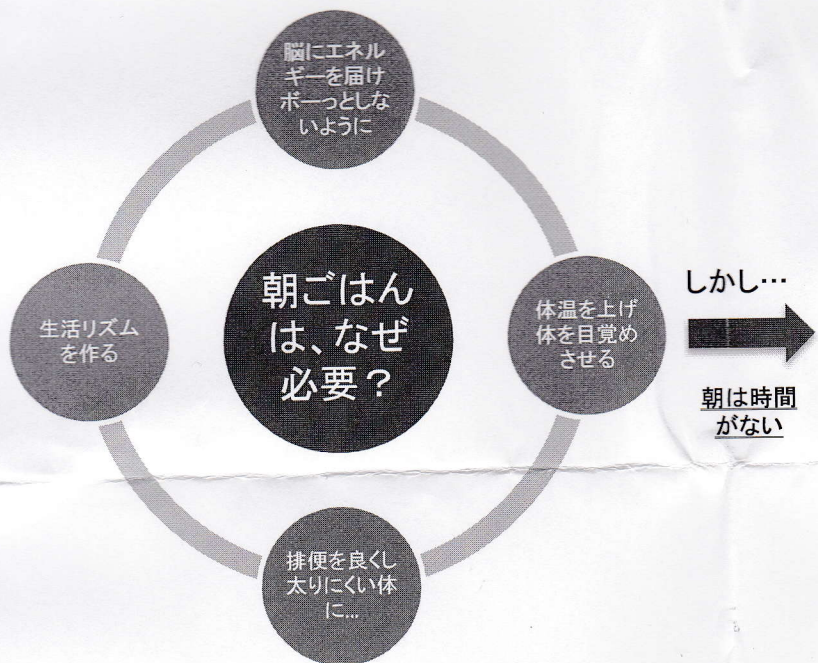 脳にエネル
ギーを届け
ボーっとしな
いように
朝ごはん
は、なぜ
必要？
生活リズム
を作る
体温を上げ
体を目覚め
させる
しかし…
朝は時間
がない
排便を良くし
太りにくい体
に...